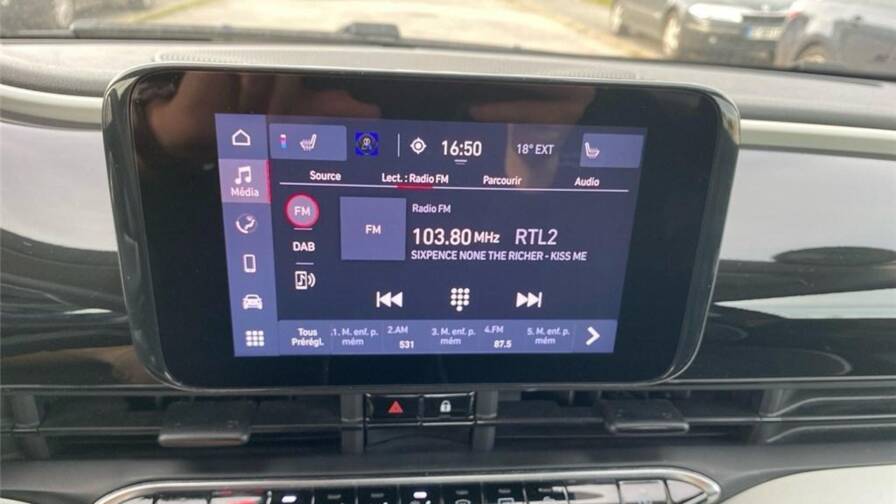 16:50 18° EXT
Média
Source Lect. : Radio FM Parcourir Audio
FM
Radio FM
FM
103.80 MHz RTL2
DAB
SIXPENCE NONE THE RICHER - KISS ME
Tous Prérégl.
1. M. enf. p. mém
2.AM 531
3. M. enf. p. mém
4.FM 87.5
5. M. enf. p. mém